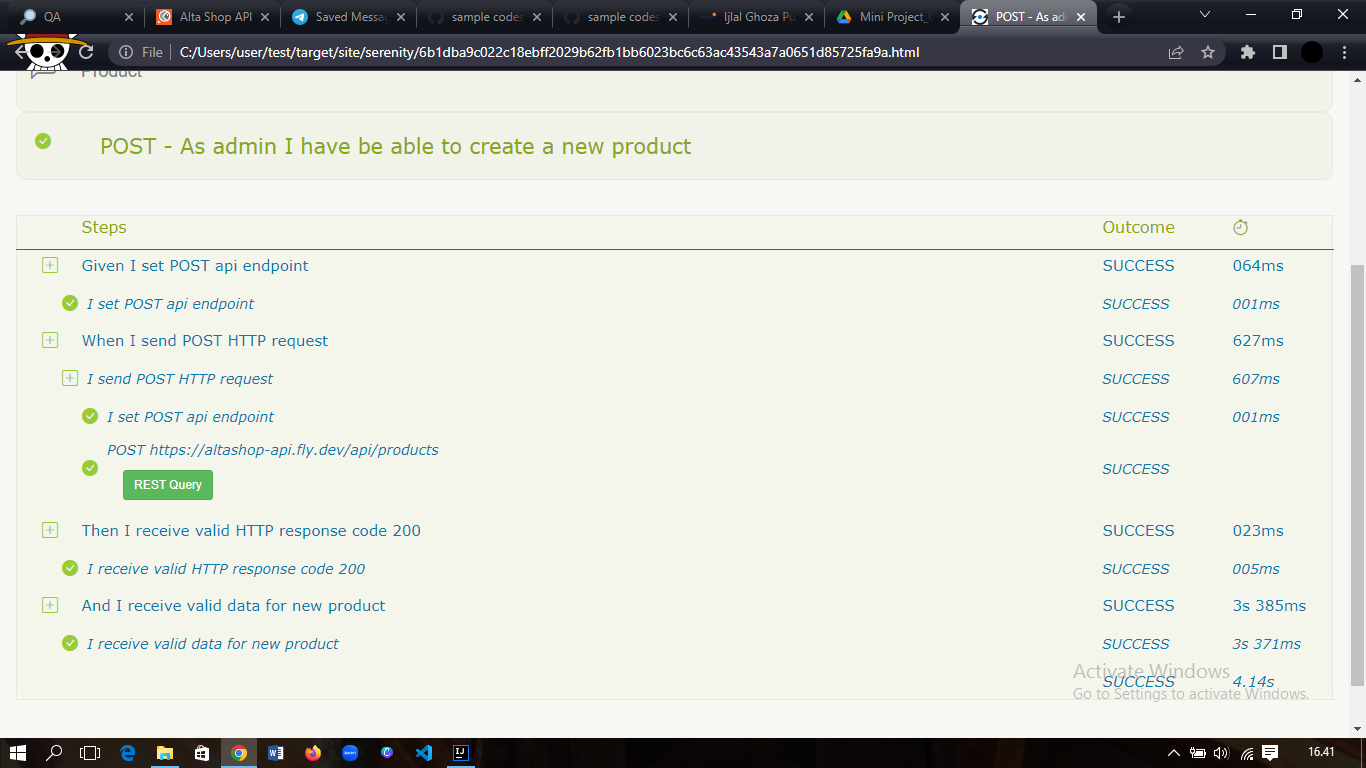 QA
Alta Shop API
Saved Messag
sample codes
sample codes
Ijlal Ghoza Pu
Mini Project_
POST - As ad
File
C:/Users/user/test/target/site/serenity/6b1dba9c022c18ebff2029b62fb1bb6023bc6c63ac43543a7a0651d85725fa9a.html
Product
POST - As admin I have be able to create a new product
Steps Outcome
Given I set POST api endpoint SUCCESS 064ms
I set POST api endpoint SUCCESS 001ms
When I send POST HTTP request SUCCESS 627ms
I send POST HTTP request SUCCESS 607ms
I set POST api endpoint SUCCESS 001ms
POST https://altashop-api.fly.dev/api/products
SUCCESS
REST Query
Then I receive valid HTTP response code 200 SUCCESS 023ms
I receive valid HTTP response code 200 SUCCESS 005ms
And I receive valid data for new product SUCCESS 3s 385ms
I receive valid data for new product SUCCESS 3s 371ms
Activate Windows
SUCCESS 4.14s
Go to Settings to activate Windows.
16.41